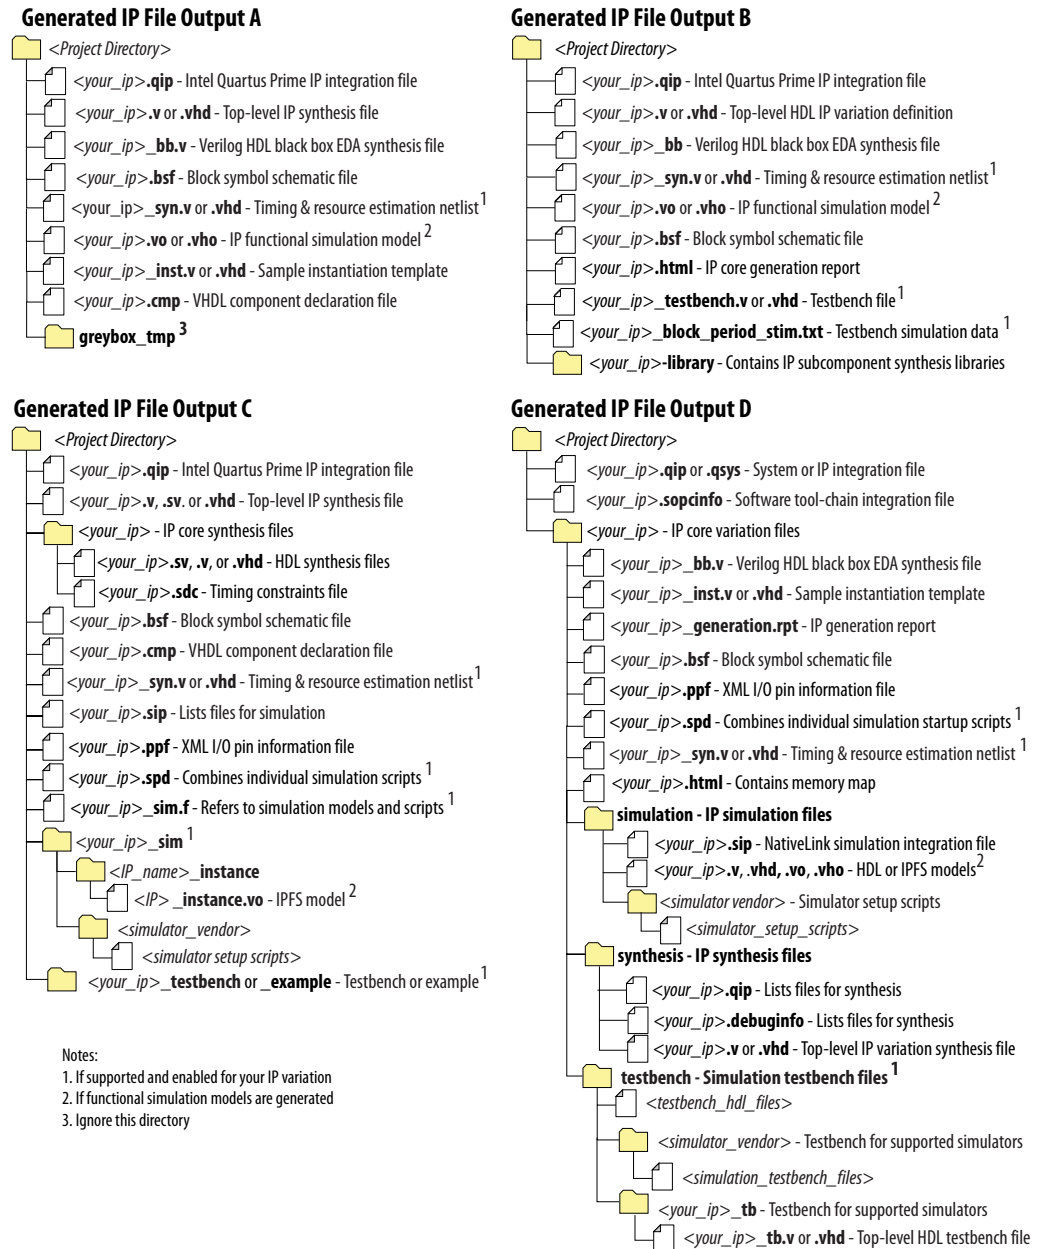 Generated IP File Output A
<Project Directory>
<your_ip>.qip - Intel Quartus Prime IP integration file
<your_ip>.v or .vhd - Top-level IP synthesis file
<your_ip>_bb.v - Verilog HDL black box EDA synthesis file
<your_ip>.bsf - Block symbol schematic file
<your_ip>_syn.v or .vhd - Timing & resource estimation netlist 1
<your_ip>.vo or .vho - IP functional simulation model 2
<your_ip>_inst.v or .vhd - Sample instantiation template
<your_ip>.cmp - VHDL component declaration file
greybox_tmp 3
Generated IP File Output B
<Project Directory>
<your_ip>.qip - Intel Quartus Prime IP integration file
<your_ip>.v or .vhd - Top-level HDL IP variation definition
<your_ip>_bb - Verilog HDL black box EDA synthesis file
<your_ip>_syn.v or .vhd - Timing & resource estimation netlist 1
<your_ip>.vo or .vho - IP functional simulation model 2
<your_ip>.bsf - Block symbol schematic file
<your_ip>.html - IP core generation report
<your_ip>_testbench.v or .vhd - Testbench file 1
<your_ip>_block_period_stim.txt - Testbench simulation data 1
<your_ip>-library - Contains IP subcomponent synthesis libraries
Generated IP File Output C
<Project Directory>
<your_ip>.qip - Intel Quartus Prime IP integration file
<your_ip>.v, .sv. or .vhd - Top-level IP synthesis file
<your_ip> - IP core synthesis files
<your_ip>.sv, .v, or .vhd - HDL synthesis files
<your_ip>.sdc - Timing constraints file
<your_ip>.bsf - Block symbol schematic file
<your_ip>.cmp - VHDL component declaration file
<your_ip>_syn.v or .vhd - Timing & resource estimation netlist 1
<your_ip>.sip - Lists files for simulation
<your_ip>.ppf - XML I/O pin information file
<your_ip>.spd - Combines individual simulation scripts 1
<your_ip>_sim.f - Refers to simulation models and scripts 1
<your_ip>_sim 1
<IP_name>_instance
<IP> _instance.vo - IPFS model 2
<simulator_vendor>
<simulator setup scripts>
<your_ip>_testbench or _example - Testbench or example 1
Notes:
1. If supported and enabled for your IP variation
2. If functional simulation models are generated
3. Ignore this directory
Generated IP File Output D
<Project Directory>
<your_ip>.qip or .qsys - System or IP integration file
<your_ip>.sopcinfo - Software tool-chain integration file
<your_ip> - IP core variation files
<your_ip>_bb.v - Verilog HDL black box EDA synthesis file
<your_ip>_inst.v or .vhd - Sample instantiation template
<your_ip>_generation.rpt - IP generation report
<your_ip>.bsf - Block symbol schematic file
<your_ip>.ppf - XML I/O pin information file
<your_ip>.spd - Combines individual simulation startup scripts 1
<your_ip>_syn.v or .vhd - Timing & resource estimation netlist 1
<your_ip>.html - Contains memory map
simulation - IP simulation files
<your_ip>.sip - NativeLink simulation integration file
<your_ip>.v, .vhd, .vo, .vho - HDL or IPFS models 2
<simulator vendor> - Simulator setup scripts
<simulator_setup_scripts>
synthesis - IP synthesis files
<your_ip>.qip - Lists files for synthesis
<your_ip>.debuginfo - Lists files for synthesis
<your_ip>.v or .vhd - Top-level IP variation synthesis file
testbench - Simulation testbench files 1
<testbench_hdl_files>
<simulator_vendor> - Testbench for supported simulators
<simulation_testbench_files>
<your_ip>_tb - Testbench for supported simulators
<your_ip>_tb.v or .vhd - Top-level HDL testbench file